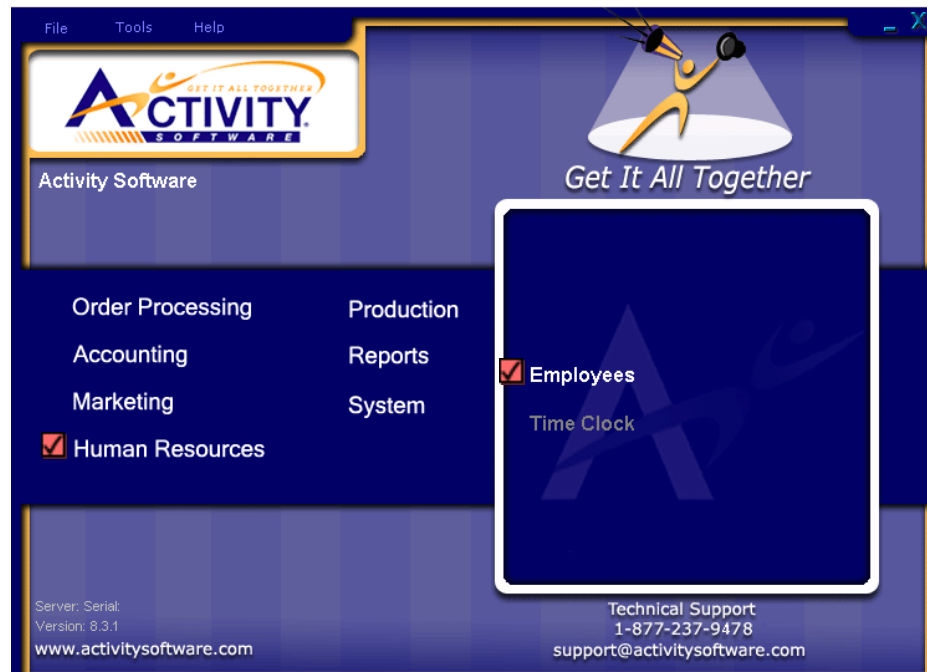 File Tools Help
_ X
GET IT ALL TOGETHER
ACTIVITY®
SOFTWARE
Get It All Together
Activity Software
Order Processing
Production
Accounting
Reports
Marketing
System
Human Resources
Employees
Time Clock
Server: Serial:
Version: 8.3.1
www.activitysoftware.com
Technical Support
1-877-237-9478
support@activitysoftware.com